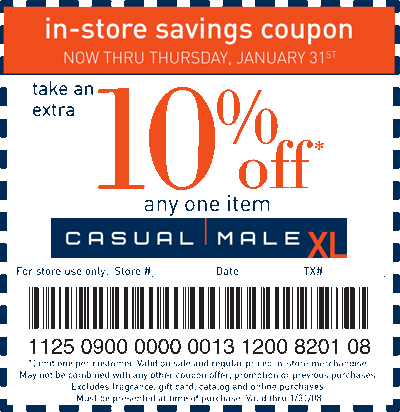 in-store savings coupon
NOW THRU THURSDAY, JANUARY 31ST
take an
extra
10% off*
any one item
CASUAL MALE XL
For store use only. Store # Date TX#
1125 0900 0000 0013 1200 8201 08
*Limit one per customer. Valid on sale and regular priced in-store merchandise.
May not be combined with any other coupon offer, promotion or previous purchases.
Excludes fragrance, gift card, catalog and online purchases.
Must be presented at time of purchase. Valid thru 1/31/08